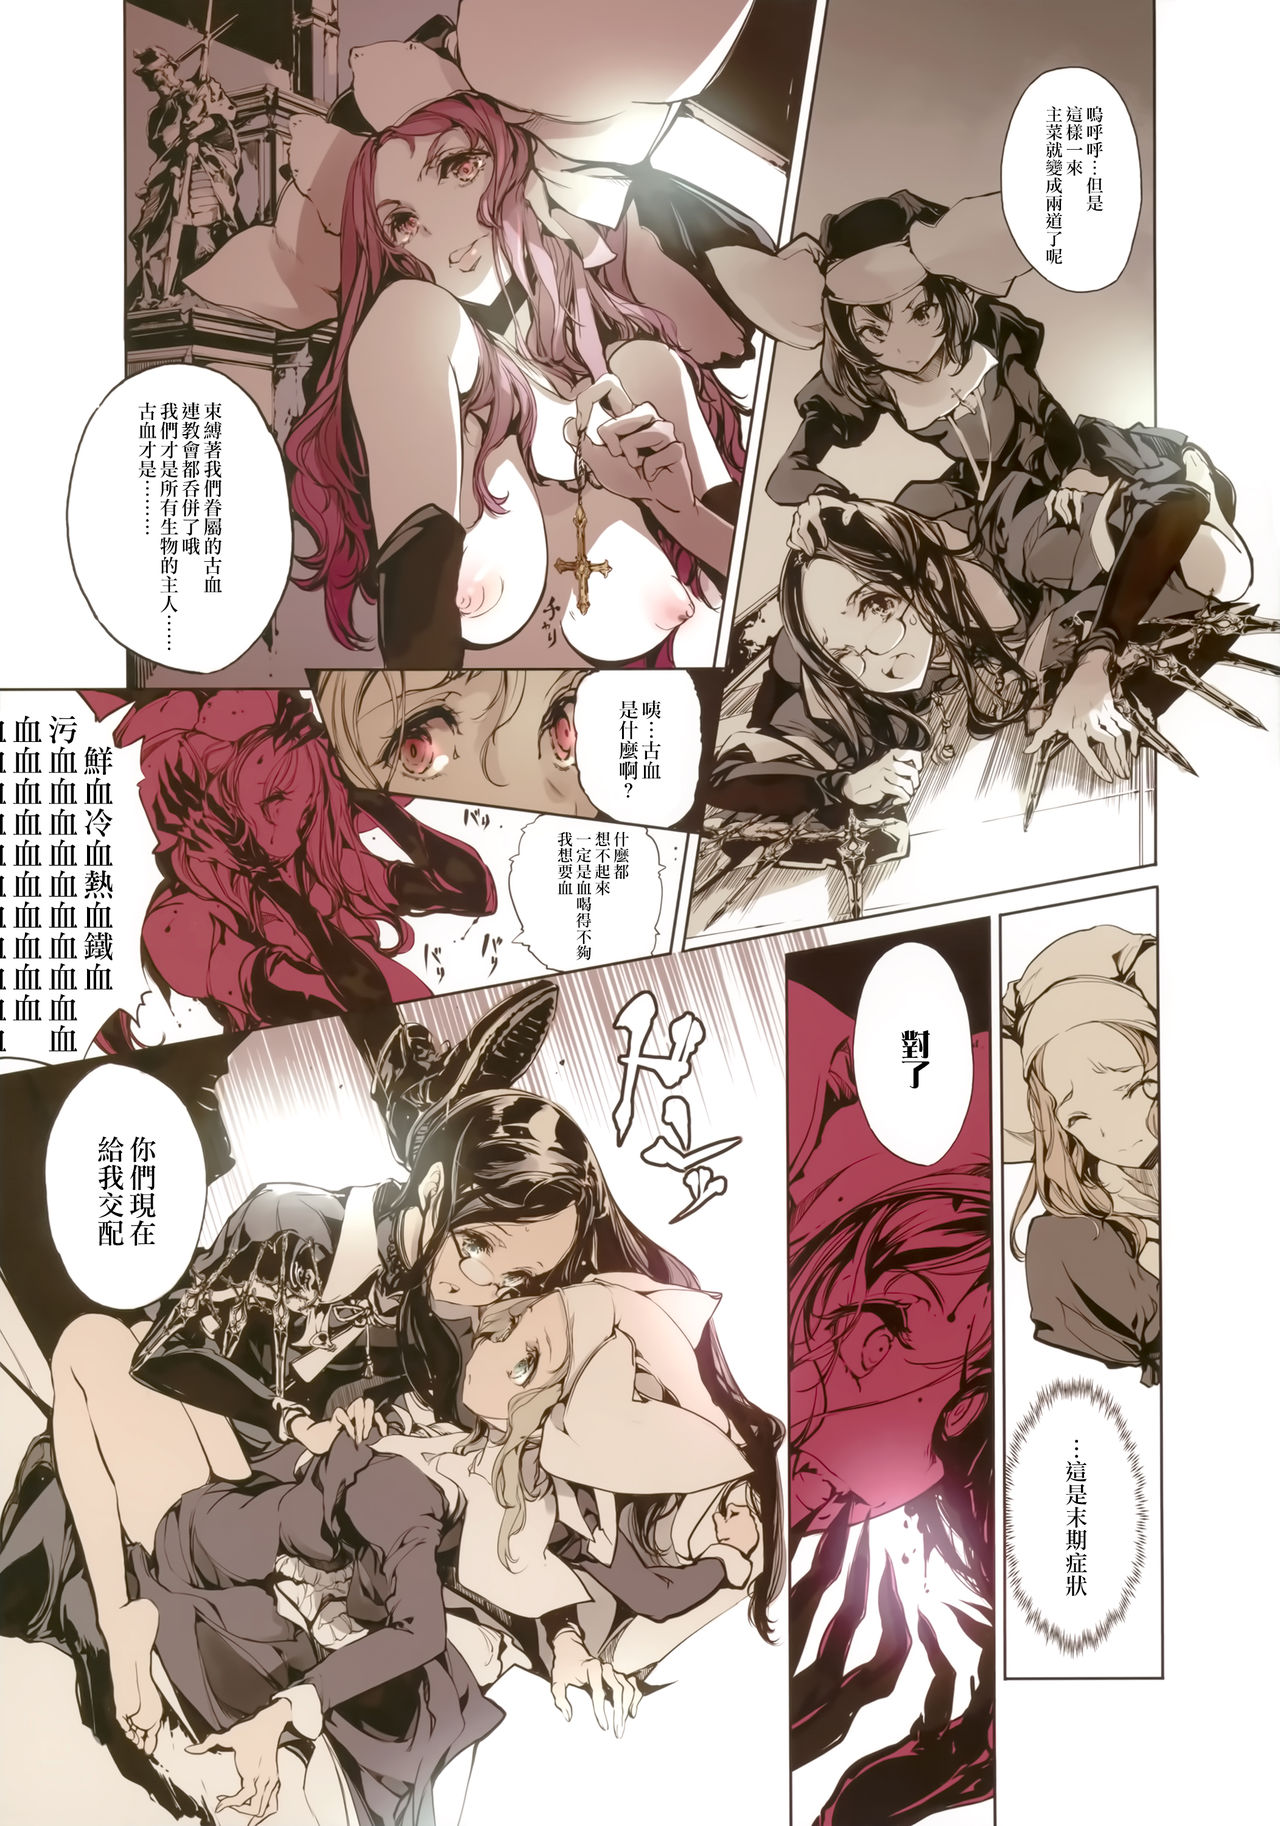 嗚呼呼…但是
這樣一來
主菜就變成兩道了呢
束縛著我們眷屬的古血
連教會都吞併了哦
我們才是所有生物的主人……
古血才是………
チャリ
咦…古血
是什麼啊？
什麼都
想不起來
一定是血喝得不夠
我想要血
バリ
バリ
鮮血冷血熱血鐵血
污血血血血血血血血血血
血血血血血血血血血血
…這是末期症狀
對了
你們現在
給我交配